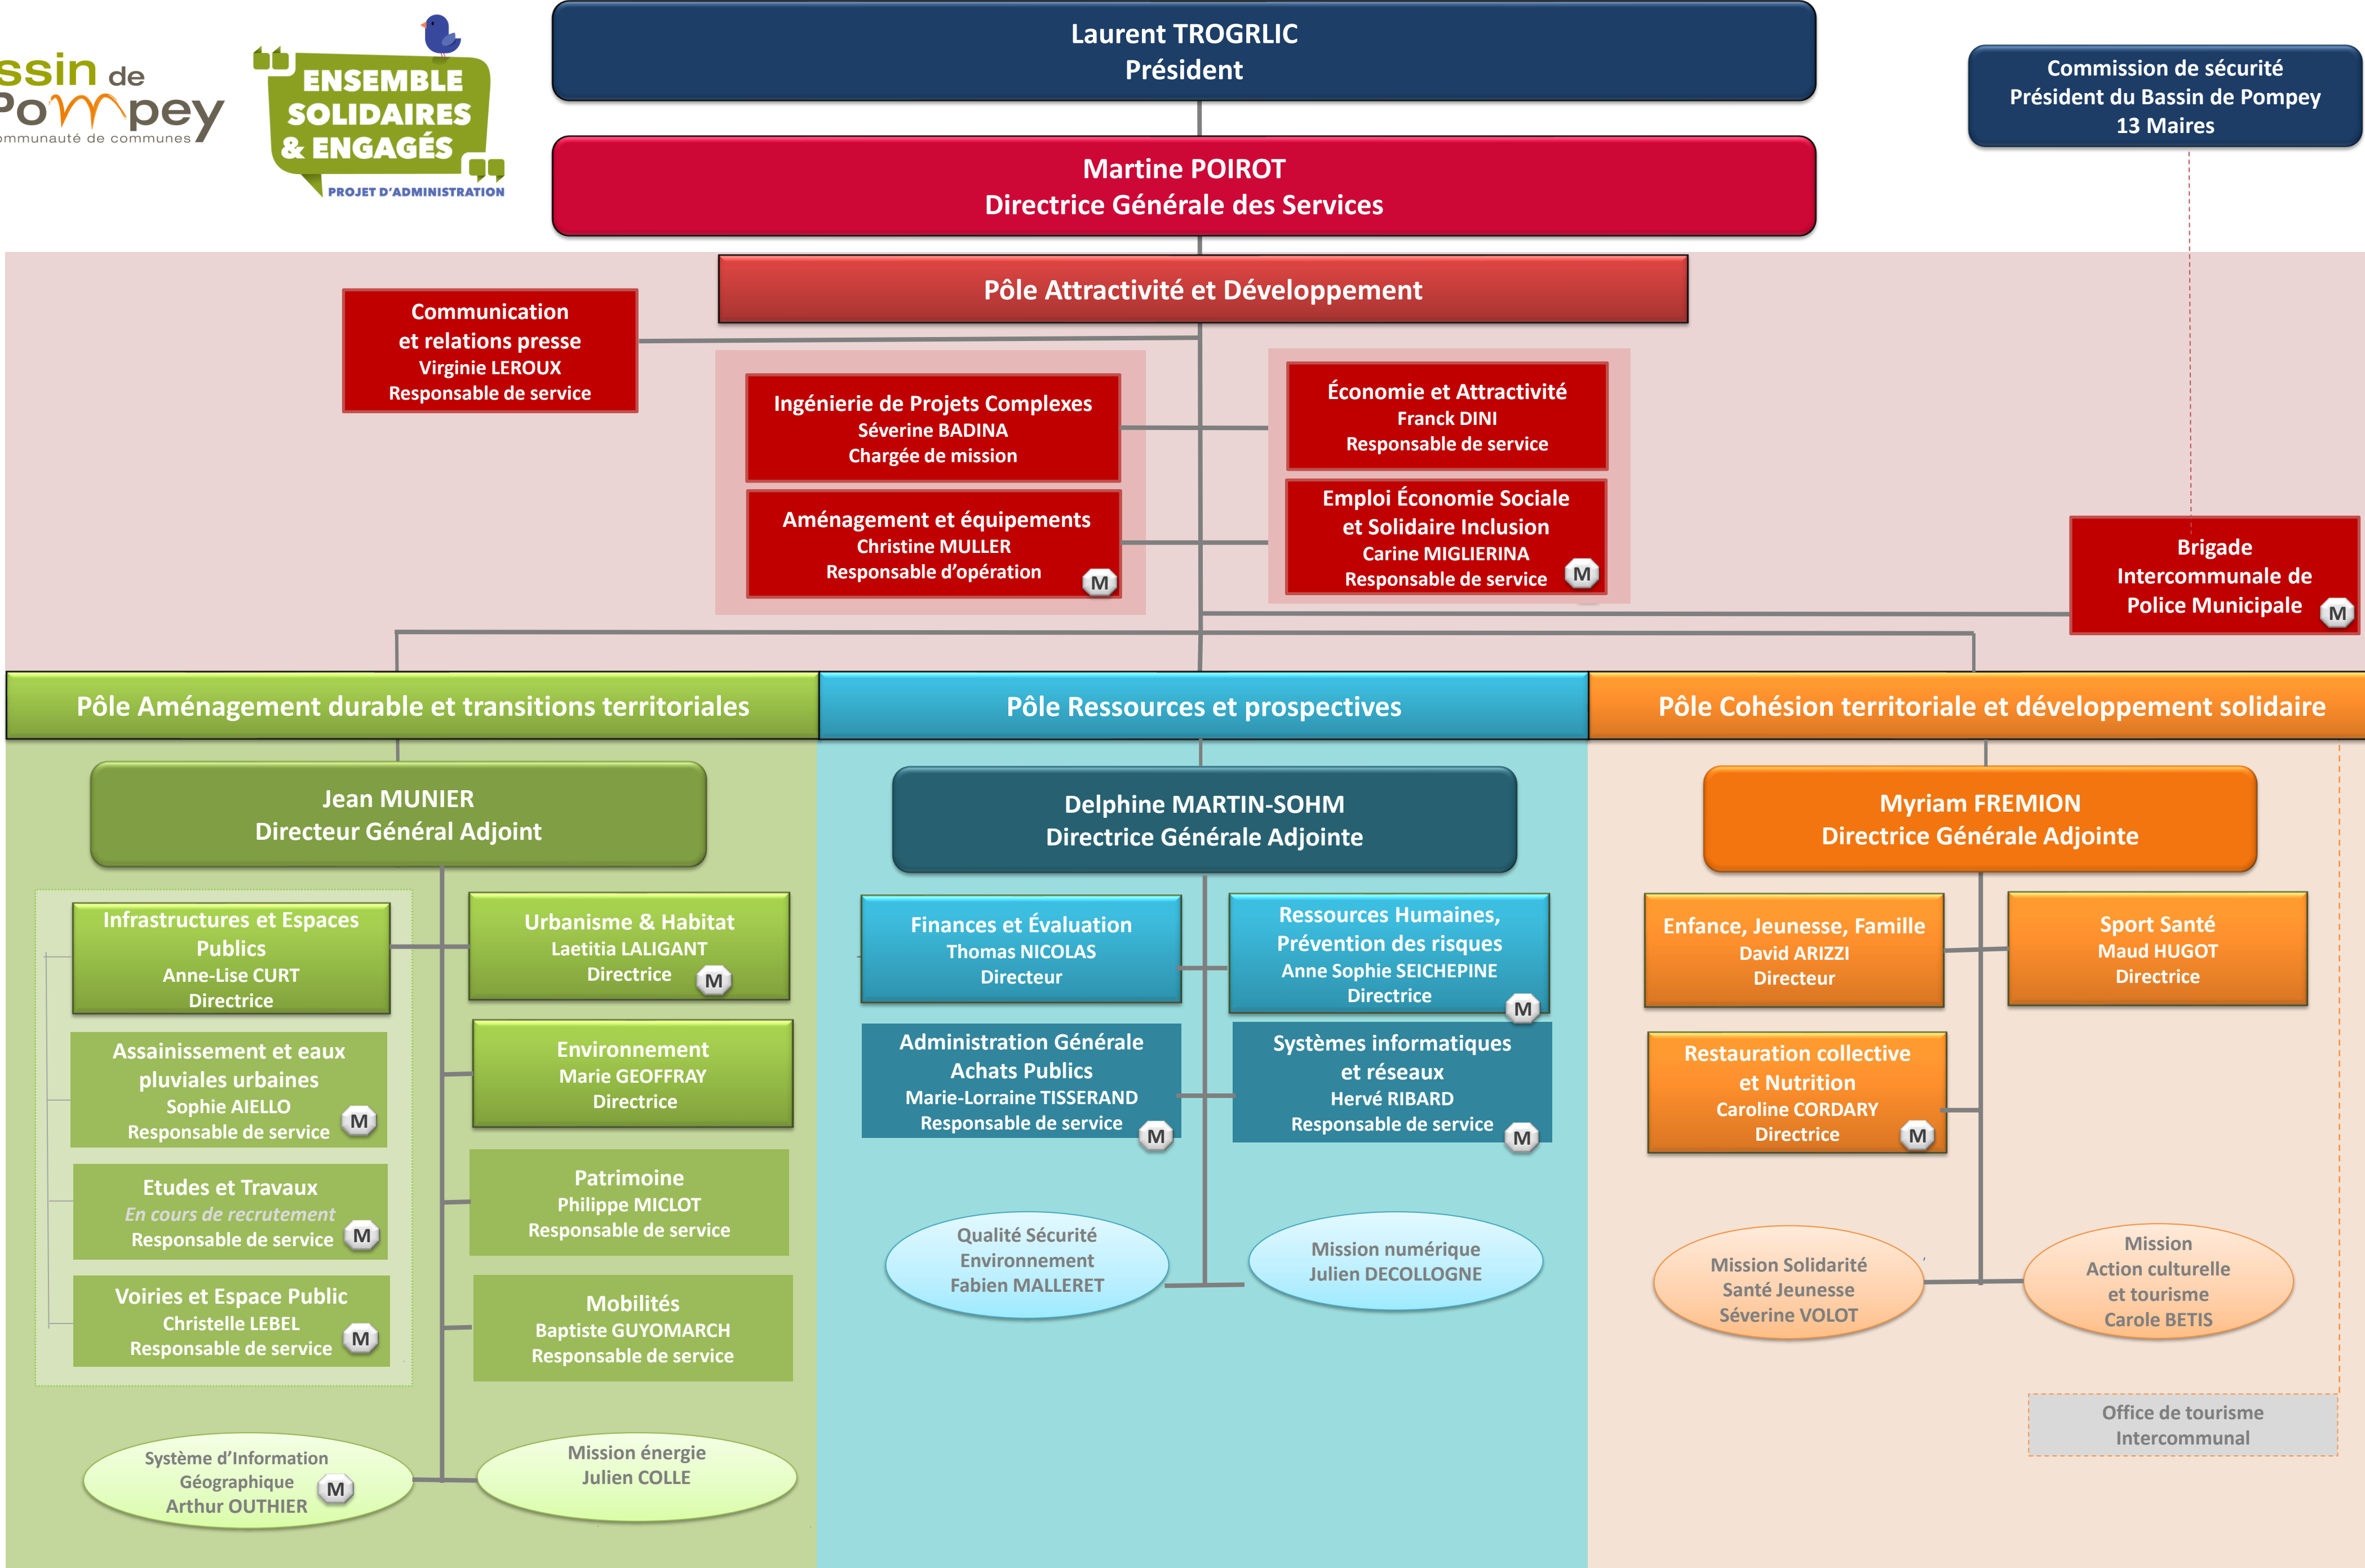 ssin de
Pompey
ommunauté de communes
ENSEMBLE
SOLIDAIRES
& ENGAGÉS
PROJET D'ADMINISTRATION
Laurent TROGRLIC
Président
Commission de sécurité
Président du Bassin de Pompey
13 Maires
Martine POIROT
Directrice Générale des Services
Pôle Attractivité et Développement
Communication
et relations presse
Virginie LEROUX
Responsable de service
Ingénierie de Projets Complexes
Séverine BADINA
Chargée de mission
Économie et Attractivité
Franck DINI
Responsable de service
Aménagement et équipements
Christine MULLER
Responsable d'opération
M
Emploi Économie Sociale
et Solidaire Inclusion
Carine MIGLIERINA
Responsable de service
M
Brigade
Intercommunale de
Police Municipale
M
Pôle Aménagement durable et transitions territoriales
Pôle Ressources et prospectives
Pôle Cohésion territoriale et développement solidaire
Jean MUNIER
Directeur Général Adjoint
Infrastructures et Espaces
Publics
Anne-Lise CURT
Directrice
Urbanisme & Habitat
Laetitia LALIGANT
Directrice
M
Assainissement et eaux
pluviales urbaines
Sophie AIELLO
Responsable de service
M
Environnement
Marie GEOFFRAY
Directrice
Etudes et Travaux
En cours de recrutement
Responsable de service
M
Patrimoine
Philippe MICLOT
Responsable de service
Voiries et Espace Public
Christelle LEBEL
Responsable de service
M
Mobilités
Baptiste GUYOMARCH
Responsable de service
Système d'Information
Géographique
Arthur OUTHIER
M
Mission énergie
Julien COLLE
Delphine MARTIN-SOHM
Directrice Générale Adjointe
Finances et Évaluation
Thomas NICOLAS
Directeur
Ressources Humaines,
Prévention des risques
Anne Sophie SEICHEPINE
Directrice
M
Administration Générale
Achats Publics
Marie-Lorraine TISSERAND
Responsable de service
M
Systèmes informatiques
et réseaux
Hervé RIBARD
Responsable de service
M
Qualité Sécurité
Environnement
Fabien MALLERET
Mission numérique
Julien DECOLLOGNE
Myriam FREMION
Directrice Générale Adjointe
Enfance, Jeunesse, Famille
David ARIZZI
Directeur
Sport Santé
Maud HUGOT
Directrice
Restauration collective
et Nutrition
Caroline CORDARY
Directrice
M
Mission Solidarité
Santé Jeunesse
Séverine VOLOT
Mission
Action culturelle
et tourisme
Carole BETIS
Office de tourisme
Intercommunal